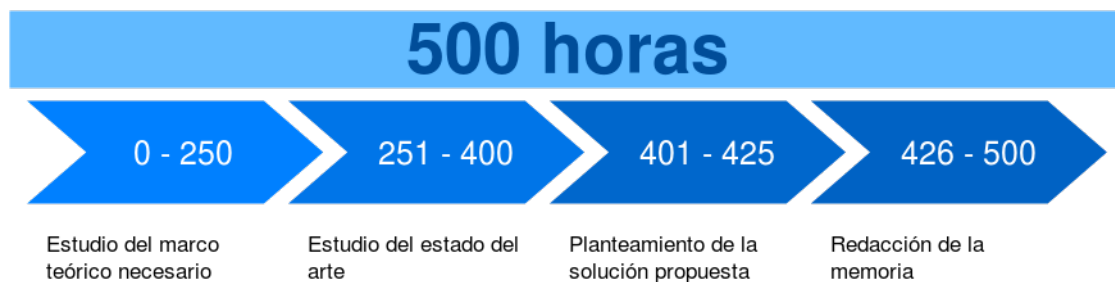 500 horas
0 - 250
251 - 400
401 - 425
426 - 500
Estudio del marco
teórico necesario
Estudio del estado del
arte
Planteamiento de la
solución propuesta
Redacción de la
memoria